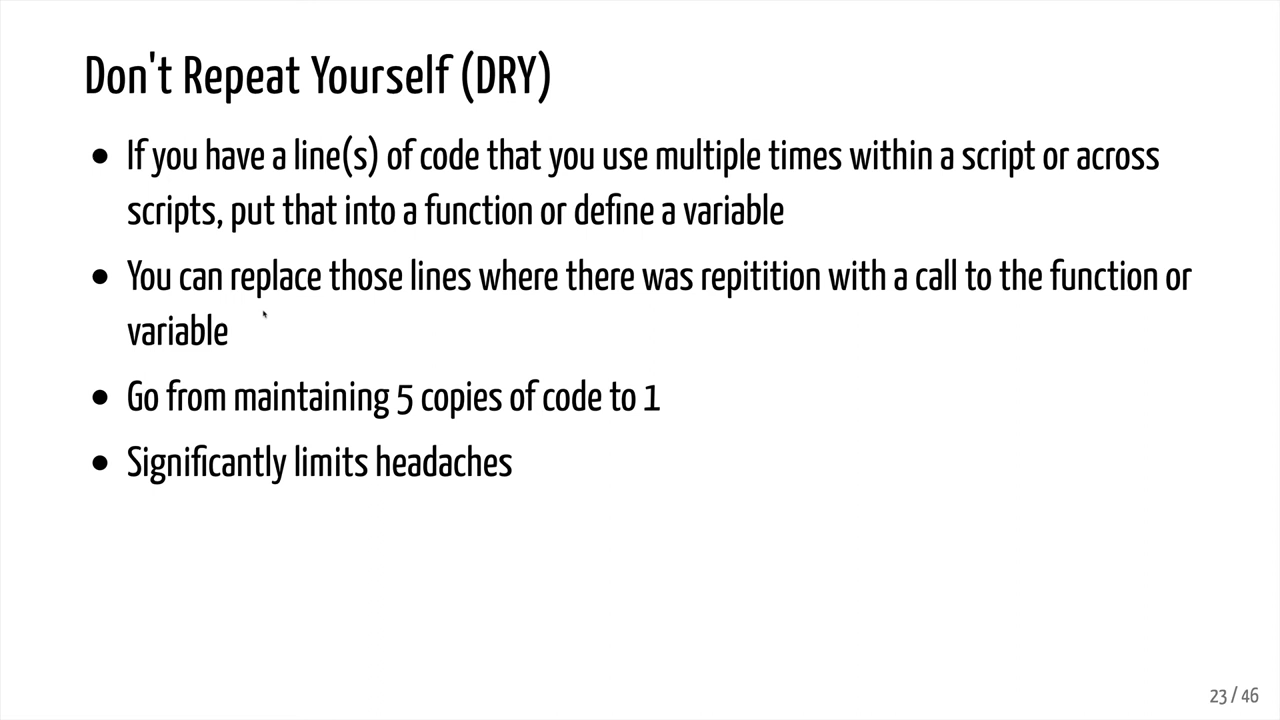 Don't Repeat Yourself (DRY)
• If you have a line(s) of code that you use multiple times within a script or across
scripts, put that into a function or define a variable
• You can replace those lines where there was repitition with a call to the function or
variable
• Go from maintaining 5 copies of code to 1
• Significantly limits headaches
23 / 46